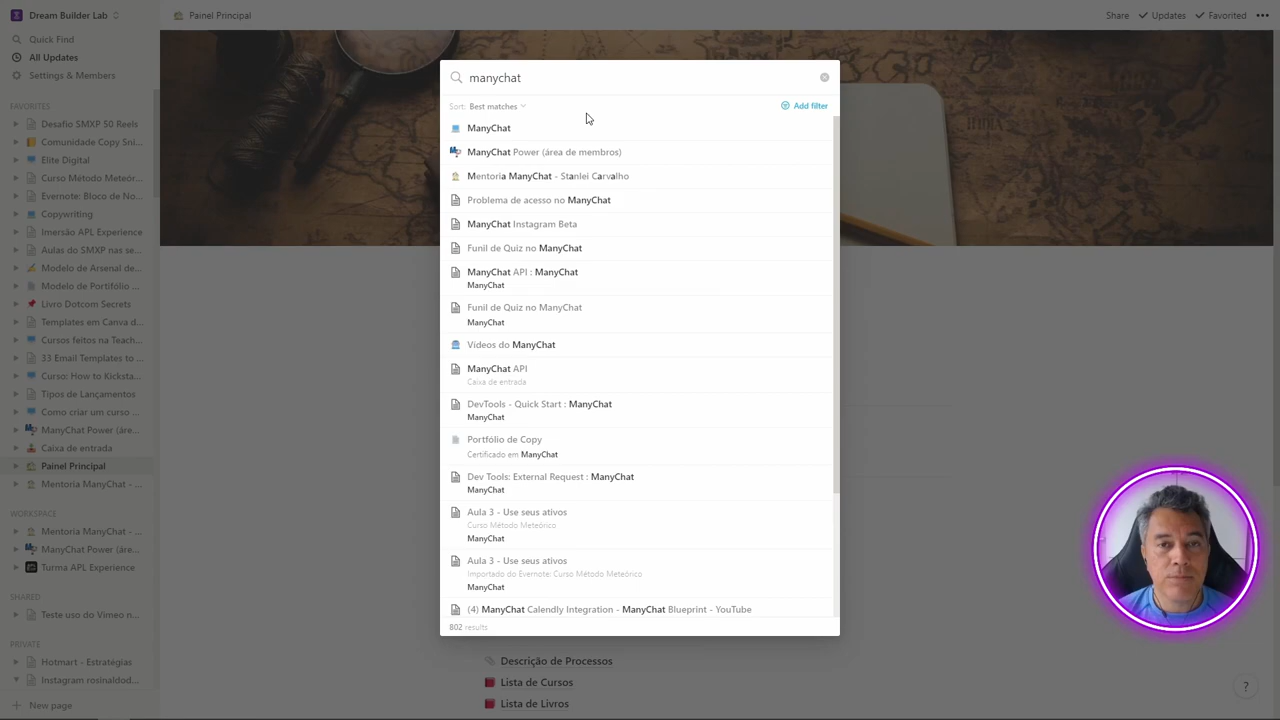 Dream Builder Lab
Quick Find
All Updates
Settings & Members
FAVORITES
Desafio SMXP 50 Reels
Comunidade Copy Sni...
Elite Digital
Curso Método Meteór...
Evernote: Bloco de No...
Copywriting
Imersão APL Experience
Aulas do SMXP nas se...
Modelo de Arsenal de...
Modelo de Portfólio ...
Livro Dotcom Secrets
Templates em Canva d...
Cursos feitos na Teach...
33 Email Templates to ...
Curso: How to Kicksta...
Tipos de Lançamentos
Como criar um curso ...
ManyChat Power (áre...
Caixa de entrada
Painel Principal
Mentoria ManyChat - ...
WORKSPACE
Mentoria ManyChat - ...
ManyChat Power (áre...
Turma APL Experience
SHARED
Teste uso do Vimeo n...
PRIVATE
Hotmart - Estratégias
Instagram rosinaldod...
New page
Painel Principal
Share
Updates
Favorited
manychat
Sort: Best matches
Add filter
ManyChat
ManyChat Power (área de membros)
Mentoria ManyChat - Stanlei Carvalho
Problema de acesso no ManyChat
ManyChat Instagram Beta
Funil de Quiz no ManyChat
ManyChat API : ManyChat
ManyChat
Funil de Quiz no ManyChat
ManyChat
Vídeos do ManyChat
ManyChat API
Caixa de entrada
DevTools - Quick Start : ManyChat
ManyChat
Portfólio de Copy
Certificado em ManyChat
Dev Tools: External Request : ManyChat
ManyChat
Aula 3 - Use seus ativos
Curso Método Meteórico
ManyChat
Aula 3 - Use seus ativos
Importado do Evernote: Curso Método Meteórico
ManyChat
(4) ManyChat Calendly Integration - ManyChat Blueprint - YouTube
802 results
Descrição de Processos
Lista de Cursos
Lista de Livros
?